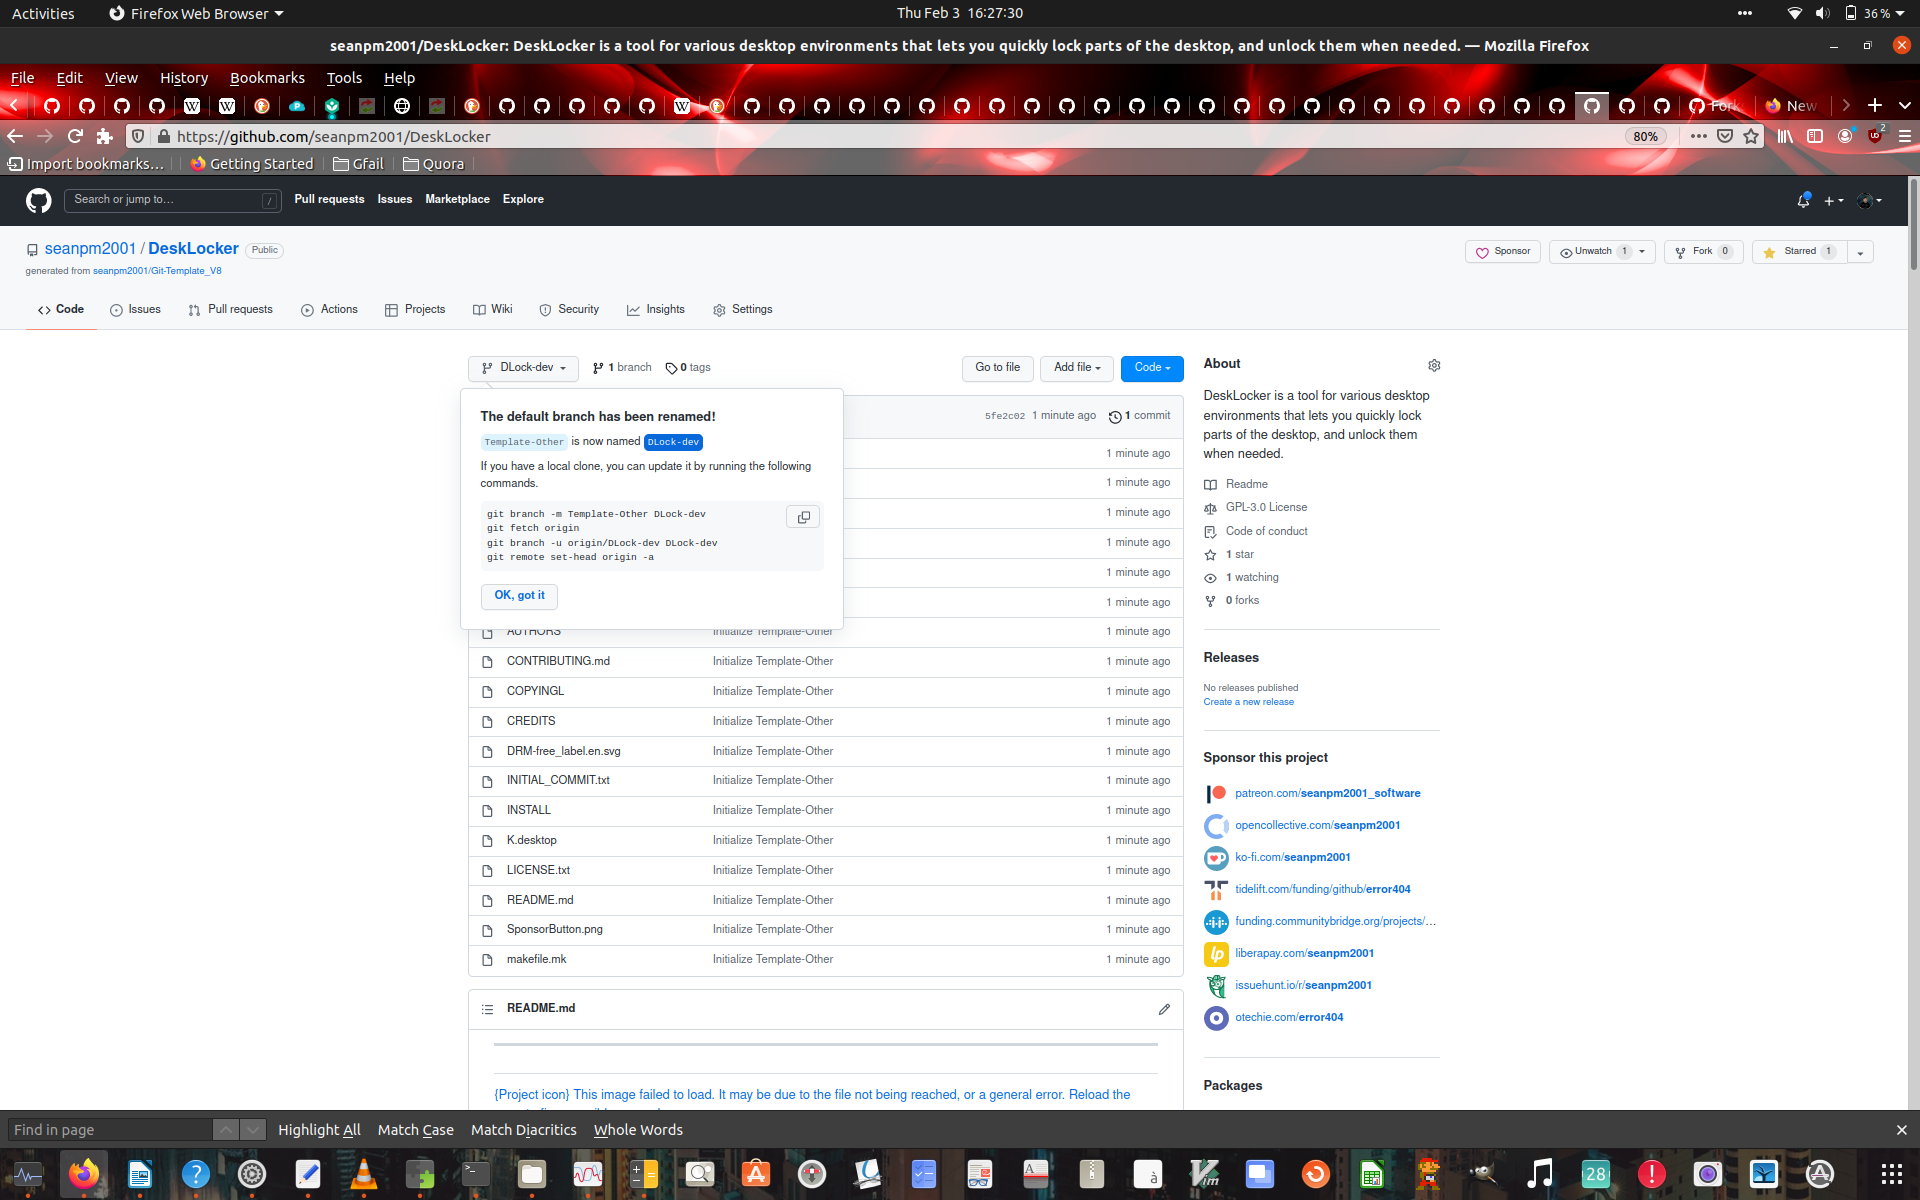 Activities
Firefox Web Browser
Thu Feb 3 16:27:30
36%
seanpm2001/DeskLocker: DeskLocker is a tool for various desktop environments that lets you quickly lock parts of the desktop, and unlock them when needed. — Mozilla Firefox
File Edit View History Bookmarks Tools Help
Fork
New
https://github.com/seanpm2001/DeskLocker
80%
2
Import bookmarks...
Getting Started
Gfail
Quora
Search or jump to...
/
Pull requests
Issues
Marketplace
Explore
seanpm2001 / DeskLocker
Public
generated from seanpm2001/Git-Template_V8
Sponsor
Unwatch 1
Fork 0
Starred 1
Code
Issues
Pull requests
Actions
Projects
Wiki
Security
Insights
Settings
DLock-dev
1 branch
0 tags
Go to file
Add file
Code
The default branch has been renamed!
Template-Other is now named DLock-dev
If you have a local clone, you can update it by running the following
commands.
git branch -m Template-Other DLock-dev
git fetch origin
git branch -u origin/DLock-dev DLock-dev
git remote set-head origin -a
OK, got it
5fe2c02 1 minute ago
1 commit
1 minute ago
1 minute ago
1 minute ago
1 minute ago
1 minute ago
1 minute ago
AUTHORS Initialize Template-Other 1 minute ago
CONTRIBUTING.md Initialize Template-Other 1 minute ago
COPYINGL Initialize Template-Other 1 minute ago
CREDITS Initialize Template-Other 1 minute ago
DRM-free_label.en.svg Initialize Template-Other 1 minute ago
INITIAL_COMMIT.txt Initialize Template-Other 1 minute ago
INSTALL Initialize Template-Other 1 minute ago
K.desktop Initialize Template-Other 1 minute ago
LICENSE.txt Initialize Template-Other 1 minute ago
README.md Initialize Template-Other 1 minute ago
SponsorButton.png Initialize Template-Other 1 minute ago
makefile.mk Initialize Template-Other 1 minute ago
README.md
{Project icon} This image failed to load. It may be due to the file not being reached, or a general error. Reload the
About
DeskLocker is a tool for various desktop
environments that lets you quickly lock
parts of the desktop, and unlock them
when needed.
Readme
GPL-3.0 License
Code of conduct
1 star
1 watching
0 forks
Releases
No releases published
Create a new release
Sponsor this project
patreon.com/seanpm2001_software
opencollective.com/seanpm2001
ko-fi.com/seanpm2001
tidelift.com/funding/github/error404
funding.communitybridge.org/projects/...
liberapay.com/seanpm2001
issuehunt.io/r/seanpm2001
otechie.com/error404
Packages
Find in page
Highlight All
Match Case
Match Diacritics
Whole Words
28